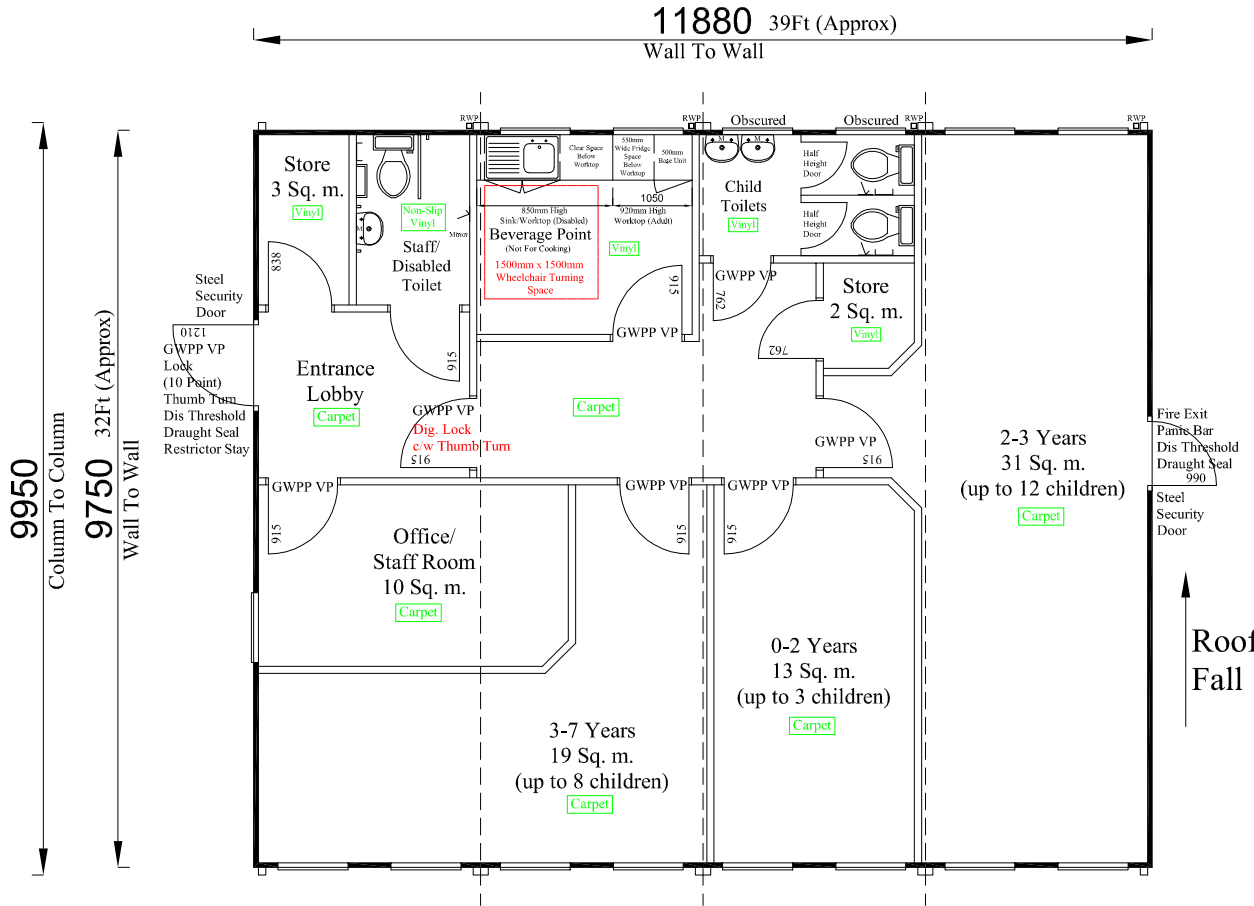 11880 39Ft (Approx)
Wall To Wall
9950
Column To Column
9750 32Ft (Approx)
Wall To Wall
RWP
RWP
Obscured
Obscured
RWP
RWP
Store
3 Sq. m.
Vinyl
838
Non-Slip
Vinyl
M
Mirror
Staff/
Disabled
Toilet
915
Clear Space
Below
Worktop
550mm
Wide Fridge
Space
Below
Worktop
500mm
Base Unit
1050
850mm High
Sink/Worktop (Disabled)
920mm High
Worktop (Adult)
Beverage Point
(Not For Cooking)
1500mm x 1500mm
Wheelchair Turning
Space
Vinyl
915
GWPP VP
M
M
Child
Toilets
Vinyl
Half
Height
Door
Half
Height
Door
GWPP VP
762
Store
2 Sq. m.
Vinyl
762
Steel
Security
Door
1210
GWPP VP
Lock
(10 Point)
Thumb Turn
Dis Threshold
Draught Seal
Restrictor Stay
Entrance
Lobby
Carpet
GWPP VP
Dig. Lock
c/w Thumb Turn
915
Carpet
GWPP VP
915
2-3 Years
31 Sq. m.
(up to 12 children)
Carpet
Fire Exit
Panic Bar
Dis Threshold
Draught Seal
990
Steel
Security
Door
GWPP VP
915
Office/
Staff Room
10 Sq. m.
Carpet
GWPP VP
915
GWPP VP
915
0-2 Years
13 Sq. m.
(up to 3 children)
Carpet
3-7 Years
19 Sq. m.
(up to 8 children)
Carpet
Roof
Fall